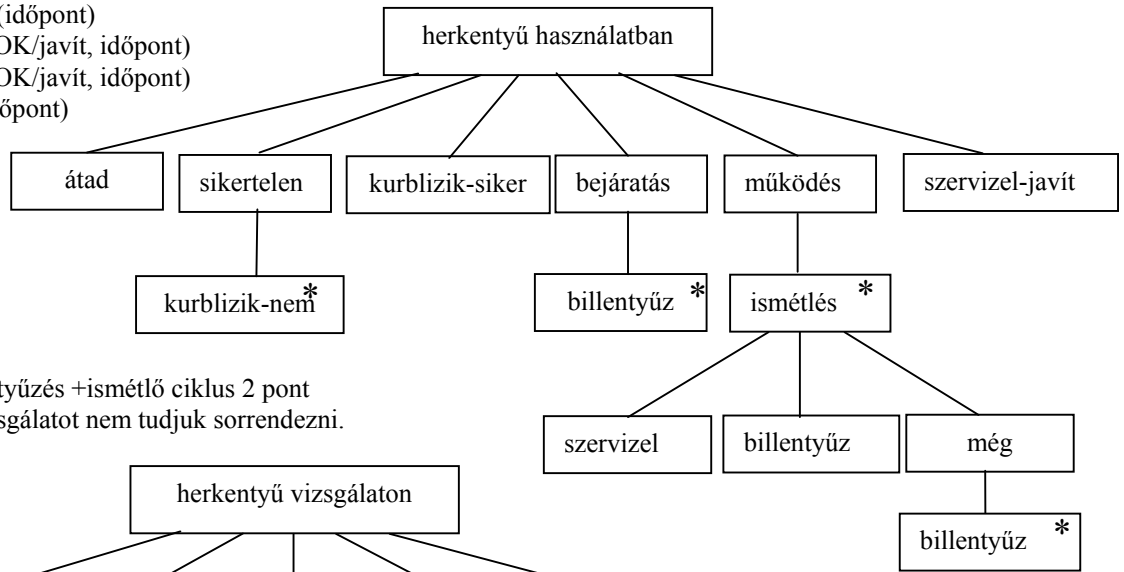 (időpont)
OK/javít, időpont)
OK/javít, időpont)
őpont)
herkentyű használatban
átad
sikertelen
kurblizik-siker
bejáratás
működés
szervizel-javít
kurblizik-nem *
billentyűz *
ismétlés *
tyűzés +ismétlő ciklus 2 pont
sgálatot nem tudjuk sorrendezni.
szervizel
billentyűz
még
herkentyű vizsgálaton
billentyűz *